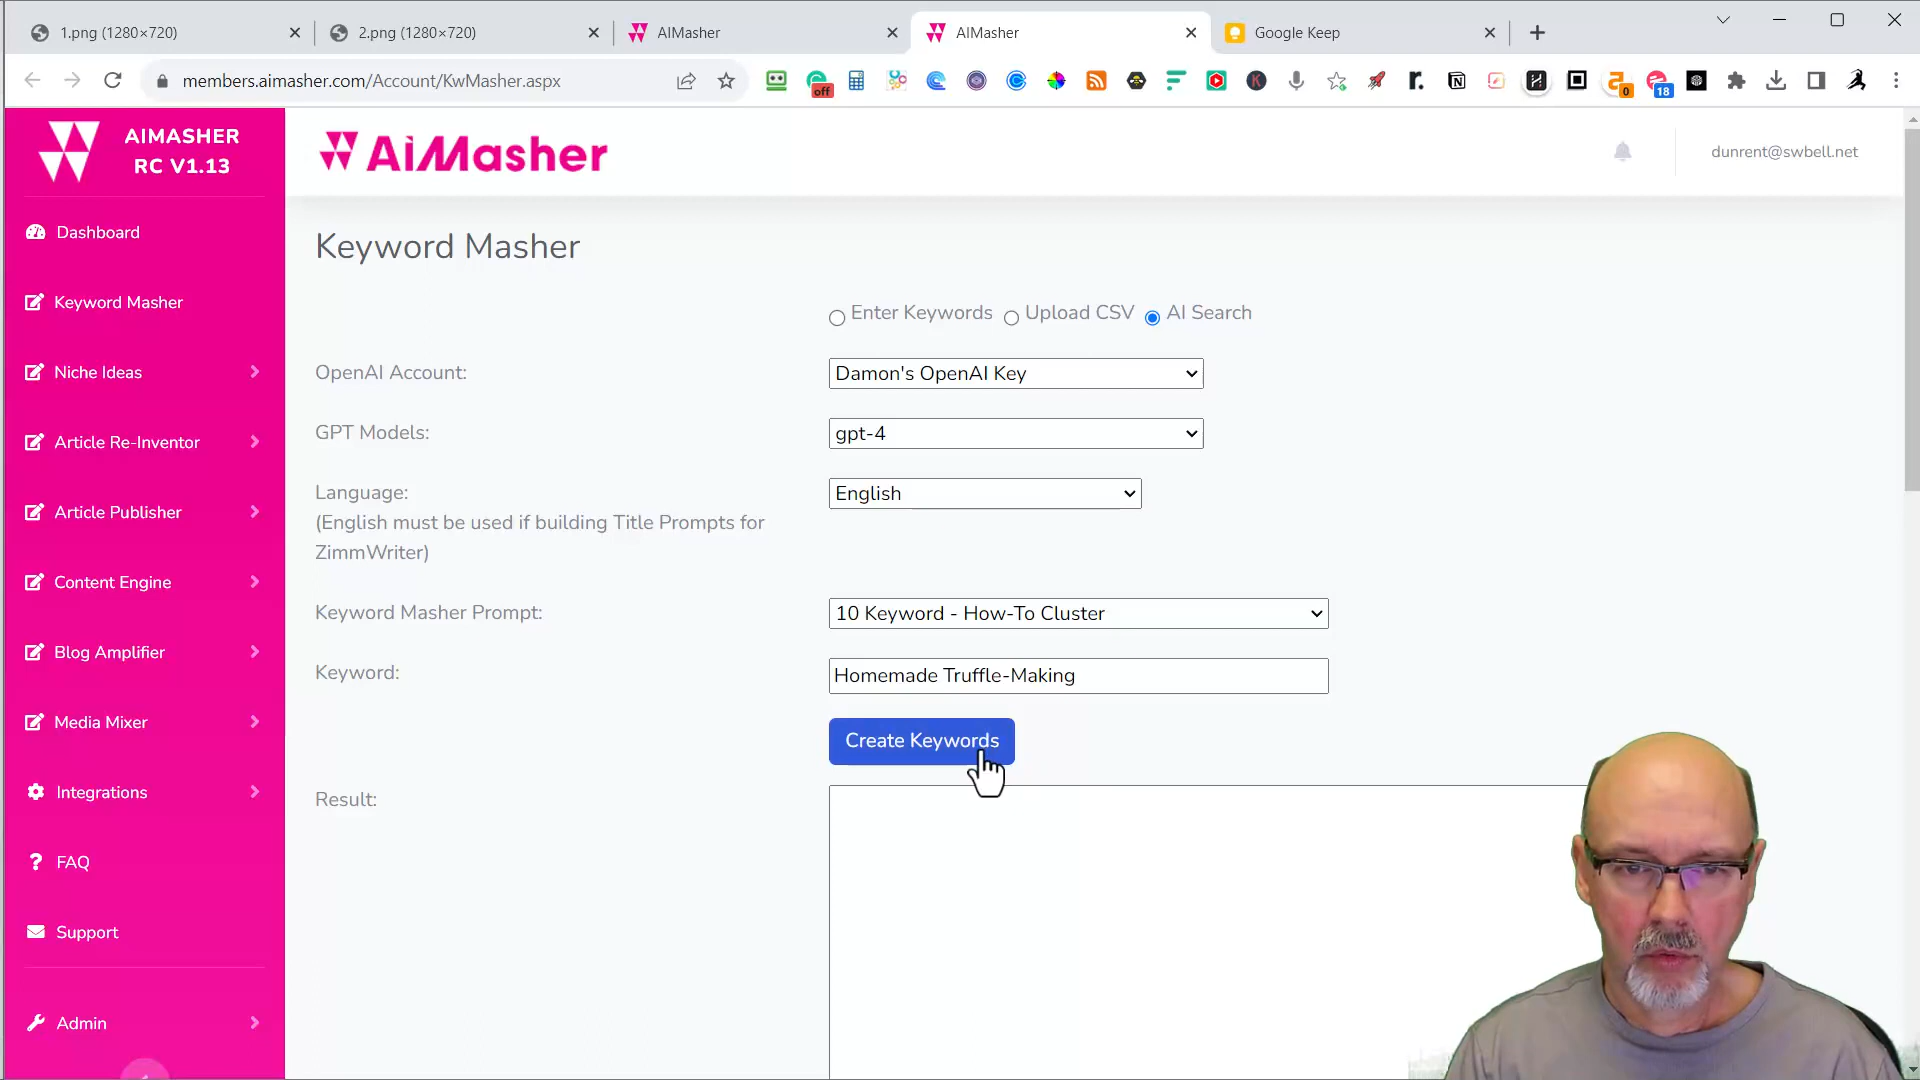 1.png (1280×720)
2.png (1280×720)
AIMasher
AIMasher
Google Keep
members.aimasher.com/Account/KwMasher.aspx
off
0
18
AIMASHER
RC V1.13
AiMasher
dunrent@swbell.net
Dashboard
Keyword Masher
Niche Ideas
Article Re-Inventor
Article Publisher
Content Engine
Blog Amplifier
Media Mixer
Integrations
FAQ
Support
Admin
Keyword Masher
Enter Keywords
Upload CSV
AI Search
OpenAI Account:
Damon's OpenAI Key
GPT Models:
gpt-4
Language:
(English must be used if building Title Prompts for
ZimmWriter)
English
Keyword Masher Prompt:
10 Keyword - How-To Cluster
Keyword:
Homemade Truffle-Making
Create Keywords
Result: